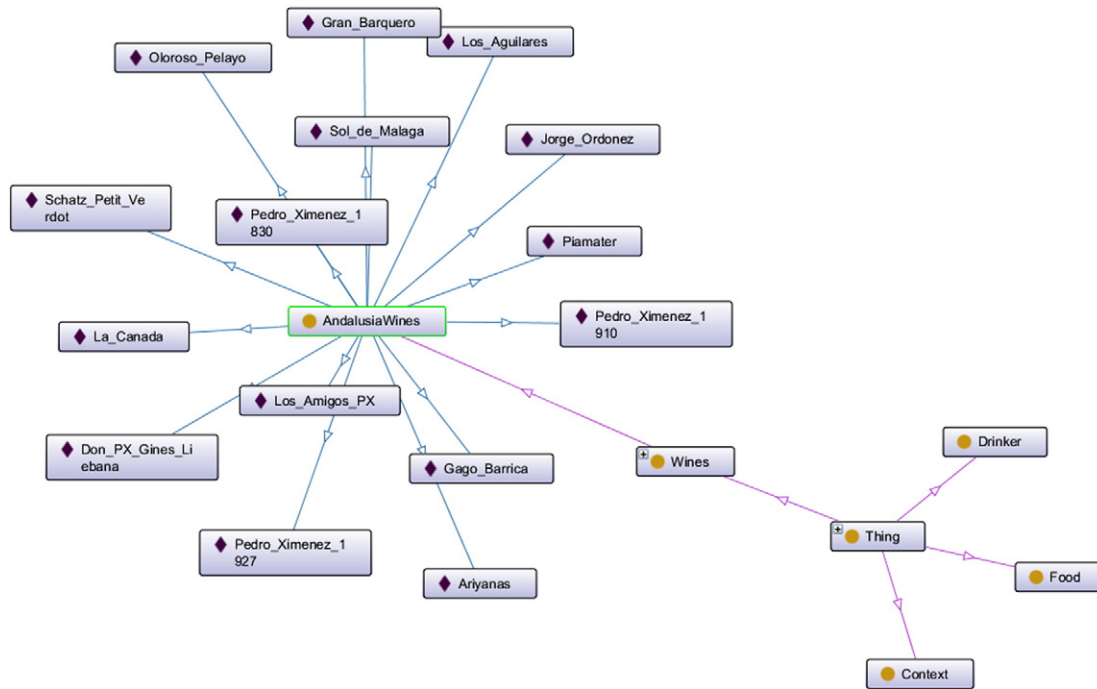 Gran_Barquero
Los_Aguilares
Oloroso_Pelayo
Sol_de_Malaga
Jorge_Ordonez
Schatz_Petit_Ve
rdot
Pedro_Ximenez_1
830
Piamater
AndalusiaWines
Pedro_Ximenez_1
910
La_Canada
Los_Amigos_PX
Don_PX_Gines_Li
ebana
Gago_Barrica
Wines
Drinker
Pedro_Ximenez_1
927
Thing
Ariyanas
Food
Context